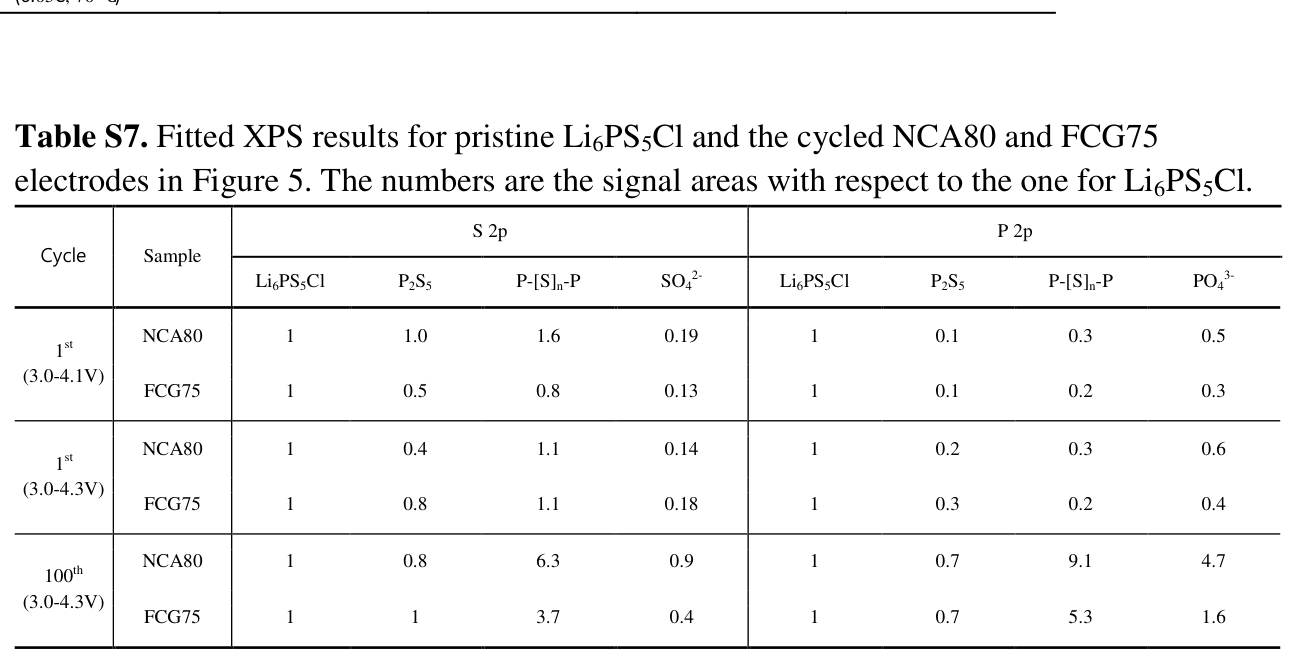 Table S7. Fitted XPS results for pristine Li₆PS₅Cl and the cycled NCA80 and FCG75
electrodes in Figure 5. The numbers are the signal areas with respect to the one for Li₆PS₅Cl.
Cycle Sample S 2p P 2p
Li₆PS₅Cl P₂S₅ P-[S]ₙ-P SO₄²⁻ Li₆PS₅Cl P₂S₅ P-[S]ₙ-P PO₄³⁻
1ˢᵗ (3.0-4.1V) NCA80 1 1.0 1.6 0.19 1 0.1 0.3 0.5
FCG75 1 0.5 0.8 0.13 1 0.1 0.2 0.3
1ˢᵗ (3.0-4.3V) NCA80 1 0.4 1.1 0.14 1 0.2 0.3 0.6
FCG75 1 0.8 1.1 0.18 1 0.3 0.2 0.4
100ᵗʰ (3.0-4.3V) NCA80 1 0.8 6.3 0.9 1 0.7 9.1 4.7
FCG75 1 1 3.7 0.4 1 0.7 5.3 1.6